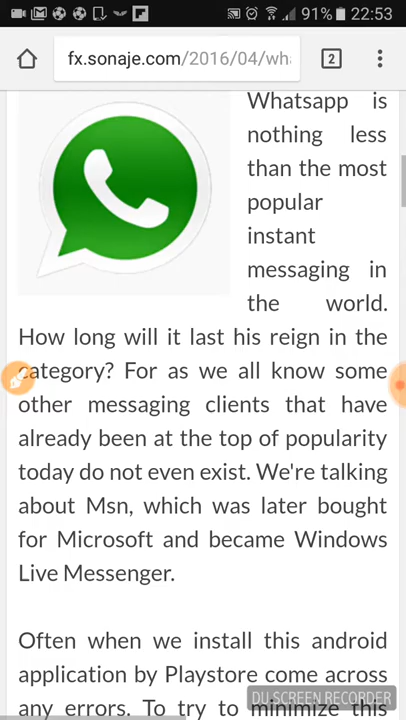 91% 22:53
fx.sonaje.com/2016/04/wha
2
Whatsapp is
nothing less
than the most
popular
instant
messaging in
the world.
How long will it last his reign in the
category? For as we all know some
other messaging clients that have
already been at the top of popularity
today do not even exist. We're talking
about Msn, which was later bought
for Microsoft and became Windows
Live Messenger.
Often when we install this android
application by Playstore come across
any errors. To try to minimize this
DU SCREEN RECORDER